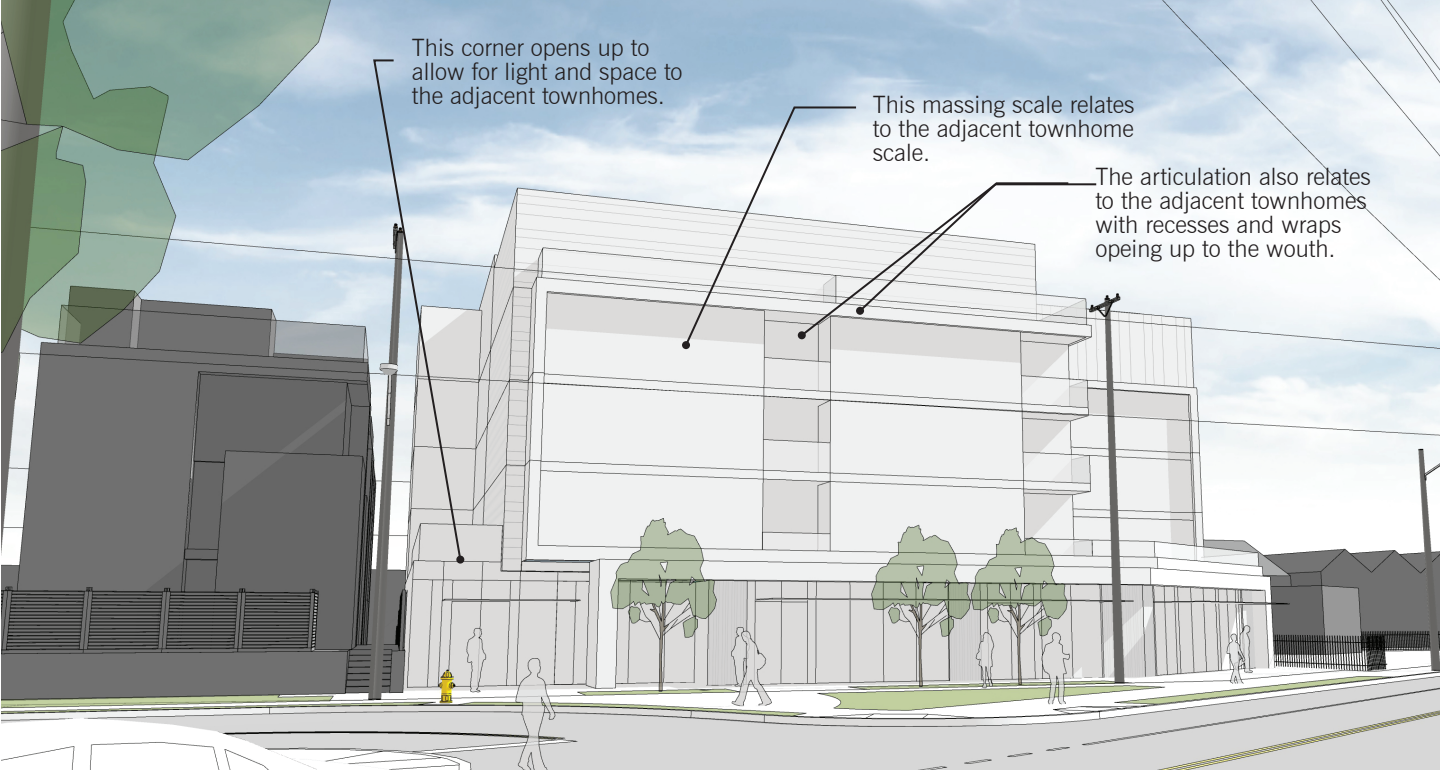 This corner opens up to
allow for light and space to
the adjacent townhomes.
This massing scale relates
to the adjacent townhome
scale.
The articulation also relates
to the adjacent townhomes
with recesses and wraps
opeing up to the wouth.